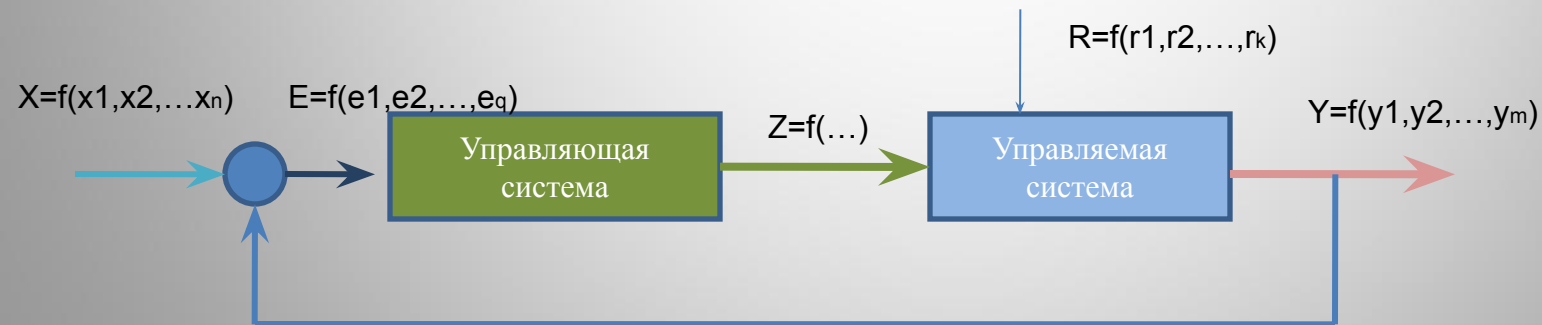 R=f(r1,r2,…,rk)
X=f(x1,x2,…xn)
E=f(e1,e2,…,eq)
Z=f(…)
Y=f(y1,y2,…,ym)
Управляющая
система
Управляемая
система